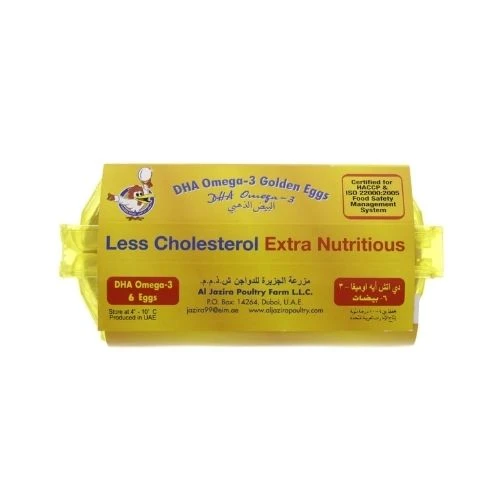 DHA Omega-3 Golden Eggs
DHA Omega-3
البيض الذهبي
Certified for
HACCP &
ISO 22000:2005
Food Safety
Management
System
Less Cholesterol Extra Nutritious
DHA Omega-3
6 Eggs
Store at 4° - 10° C
Produced in UAE
مزرعة الجزيرة للدواجن ش.ذ.م.م.
Al Jazira Poultry Farm L.L.C.
P.O. Box: 14264, Dubai, U.A.E.
jazira99@eim.ae www.aljazirapoultry.com
دي اتش أيه أوميغا - ٣
٦ بيضات